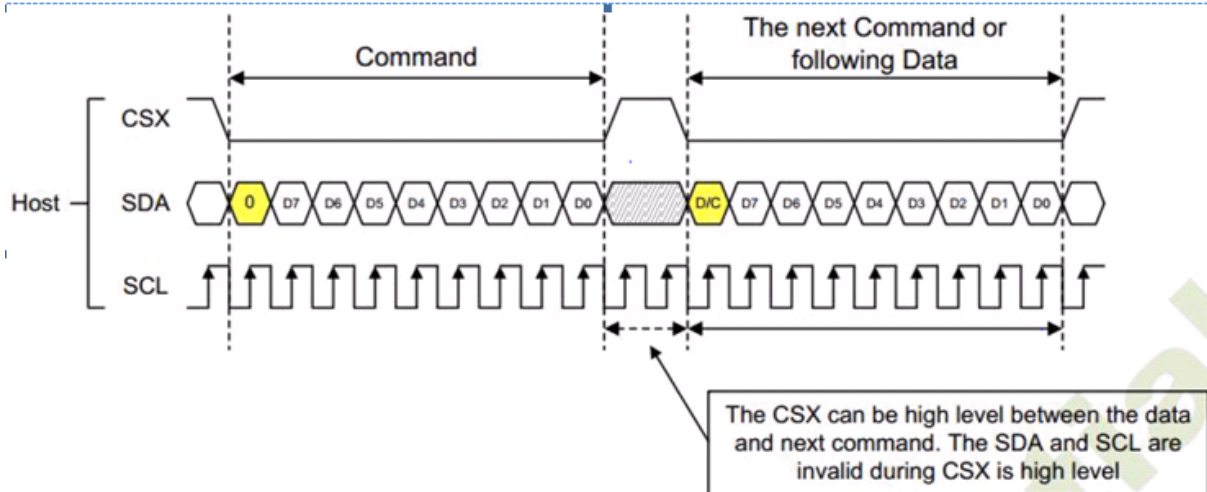 Command
The next Command or
following Data
CSX
Host
SDA
0
D7
D6
D5
D4
D3
D2
D1
D0
D/C
D7
D6
D5
D4
D3
D2
D1
D0
SCL
The CSX can be high level between the data
and next command. The SDA and SCL are
invalid during CSX is high level